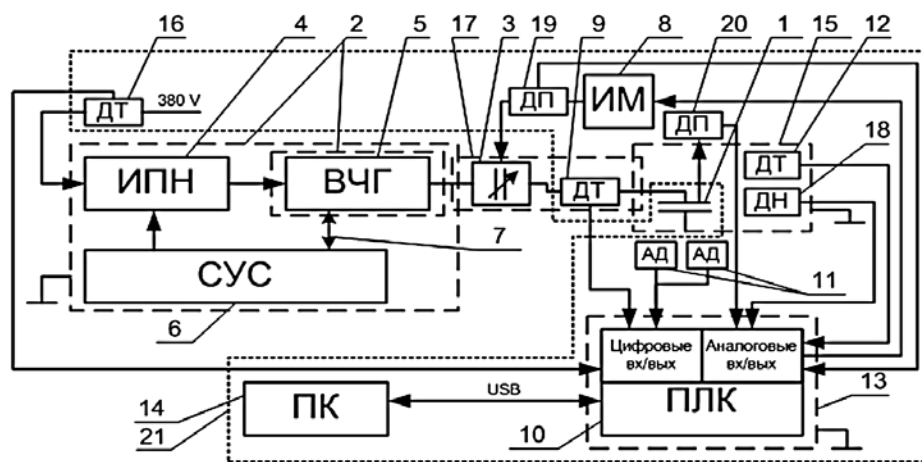 16 4 2 5 17 3 19 9 8 20 1 15 12
ДТ
380 V
ДП
ИМ
ДП
ДТ
18
ИПН
ВЧГ
ДТ
ДН
7
СУС
АД
АД
11
6
Цифровые
вх/вых
Аналоговые
вх/вых
14
ПК
USB
ПЛК
13
21
10